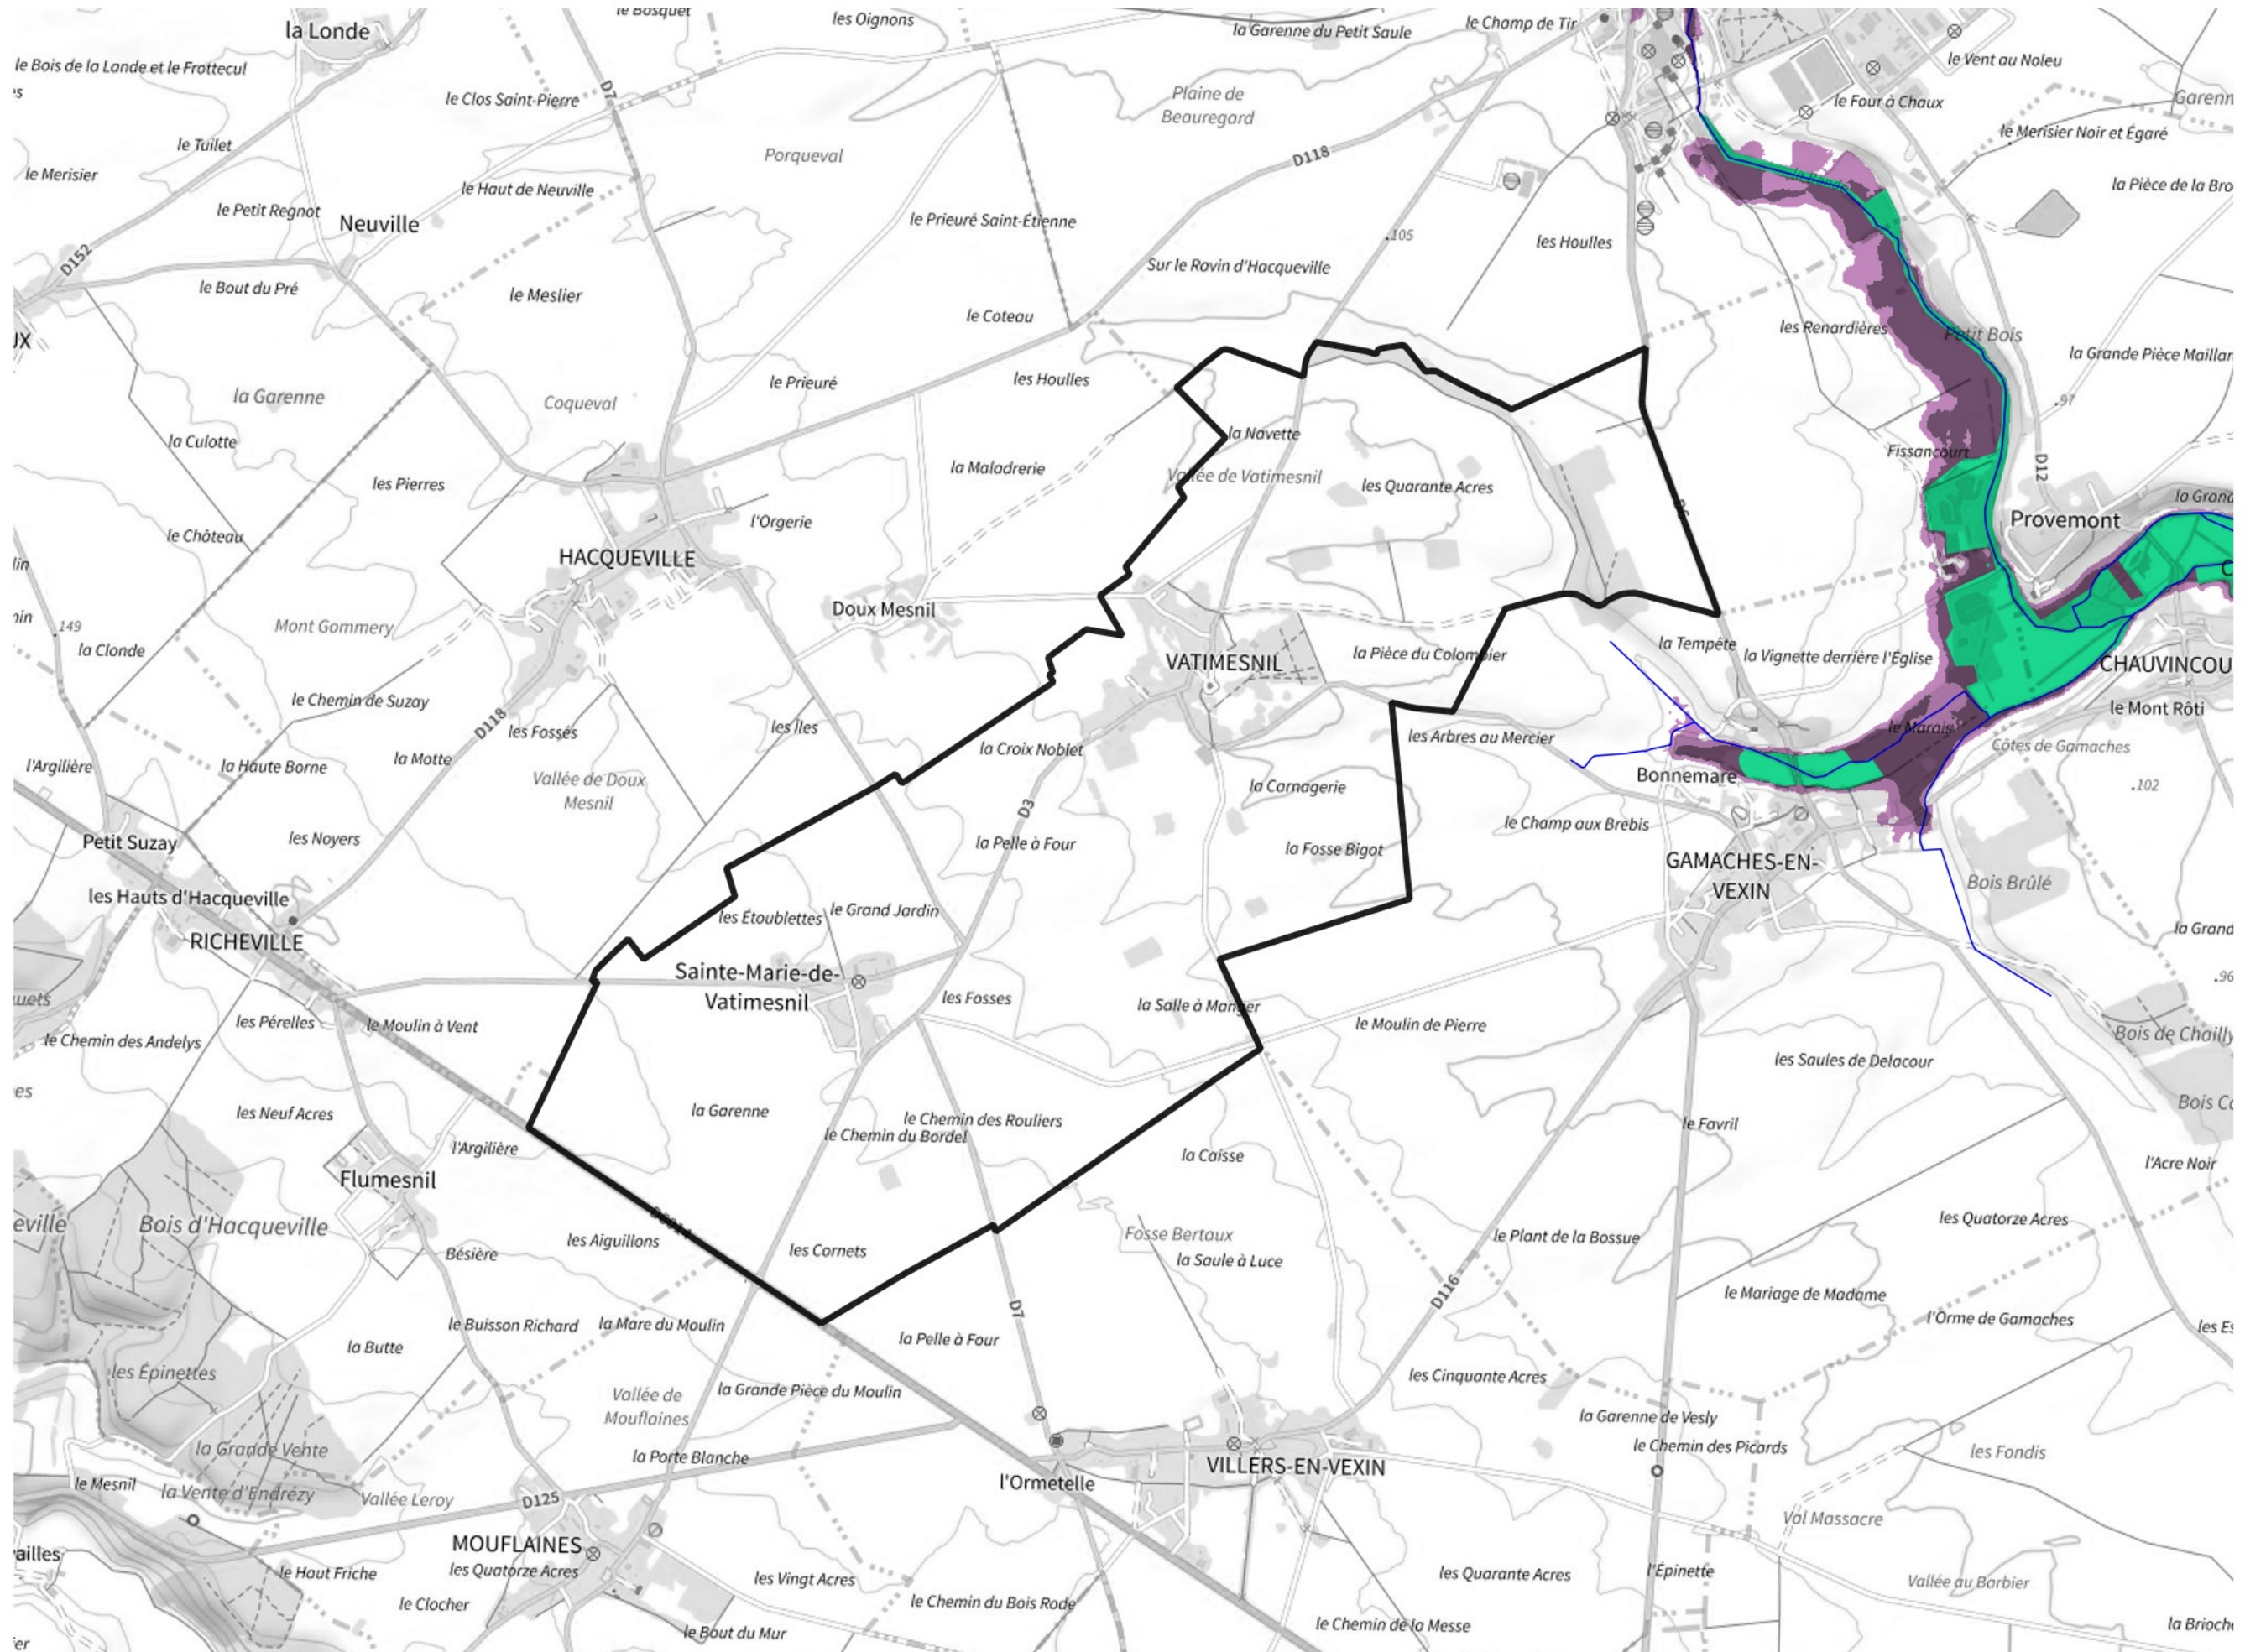 le Bosquet
les Oignons
la Londe
la Garenne du Petit Saule
le Champ de Tir
le Bois de la Lande et le Frottecul
le Vent au Noleu
D7
le Clos Saint-Pierre
Plaine de
Beauregard
le Four à Chaux
le Merisier Noir et Égaré
le Tuilet
Porqueval
D118
le Merisier
le Haut de Neuville
le Petit Regnot
Neuville
le Prieuré Saint-Étienne
.105
les Houlles
D152
Sur le Ravin d'Hacqueville
le Bout du Pré
le Meslier
le Coteau
les Renardières
Petit Bois
les Houlles
le Prieuré
la Garenne
Coqueval
.97
la Culotte
la Navette
Fissancourt
D12
la Maladrerie
Vallée de Vatimesnil
les Pierres
les Quarante Acres
l'Orgerie
Provemont
le Château
HACQUEVILLE
Doux Mesnil
Mont Gommery
.149
la Clonde
la Tempête
la Vignette derrière l'Église
VATIMESNIL
la Pièce du Colombier
CHAUVINCOU
le Chemin de Suzay
le Mont Rôti
D118
les Fossés
les Îles
le Marais
les Arbres au Mercier
la Croix Noblet
Côtes de Gamaches
l'Argilière
la Haute Borne
la Motte
Vallée de Doux
Mesnil
Bonnemare
.102
la Carnagerie
D3
le Champ aux Brebis
Petit Suzay
les Noyers
la Pelle à Four
la Fosse Bigot
GAMACHES-EN-
VEXIN
Bois Brûlé
les Hauts d'Hacqueville
les Étoublettes
le Grand Jardin
RICHEVILLE
Sainte-Marie-de-
Vatimesnil
.96
les Fosses
la Salle à Manger
les Pérelles
le Moulin à Vent
le Moulin de Pierre
le Chemin des Andelys
Bois de Chailly
les Saules de Delacour
les Neuf Acres
la Garenne
le Chemin des Rouliers
le Chemin du Bordel
le Favril
l'Argilière
la Caisse
l'Acre Noir
Flumesnil
Bois d'Hacqueville
les Aiguillons
les Cornets
Fosse Bertaux
la Saule à Luce
les Quatorze Acres
le Plant de la Bossue
Bésière
D116
le Mariage de Madame
D7
l'Orme de Gamaches
le Buisson Richard
la Mare du Moulin
la Pelle à Four
la Butte
les Épinettes
les Cinquante Acres
Vallée de
Mouflaines
la Grande Pièce du Moulin
la Garenne de Vesly
la Grande Vente
la Porte Blanche
le Chemin des Picards
les Fondis
le Mesnil
la Vente d'Endrézy
Vallée Leroy
D125
l'Ormetelle
VILLERS-EN-VEXIN
Val Massacre
MOUFLAINES
les Quatorze Acres
le Haut Friche
les Vingt Acres
les Quarante Acres
l'Épinette
Vallée au Barbier
le Clocher
le Chemin du Bois Rode
le Chemin de la Messe
le Bout du Mur